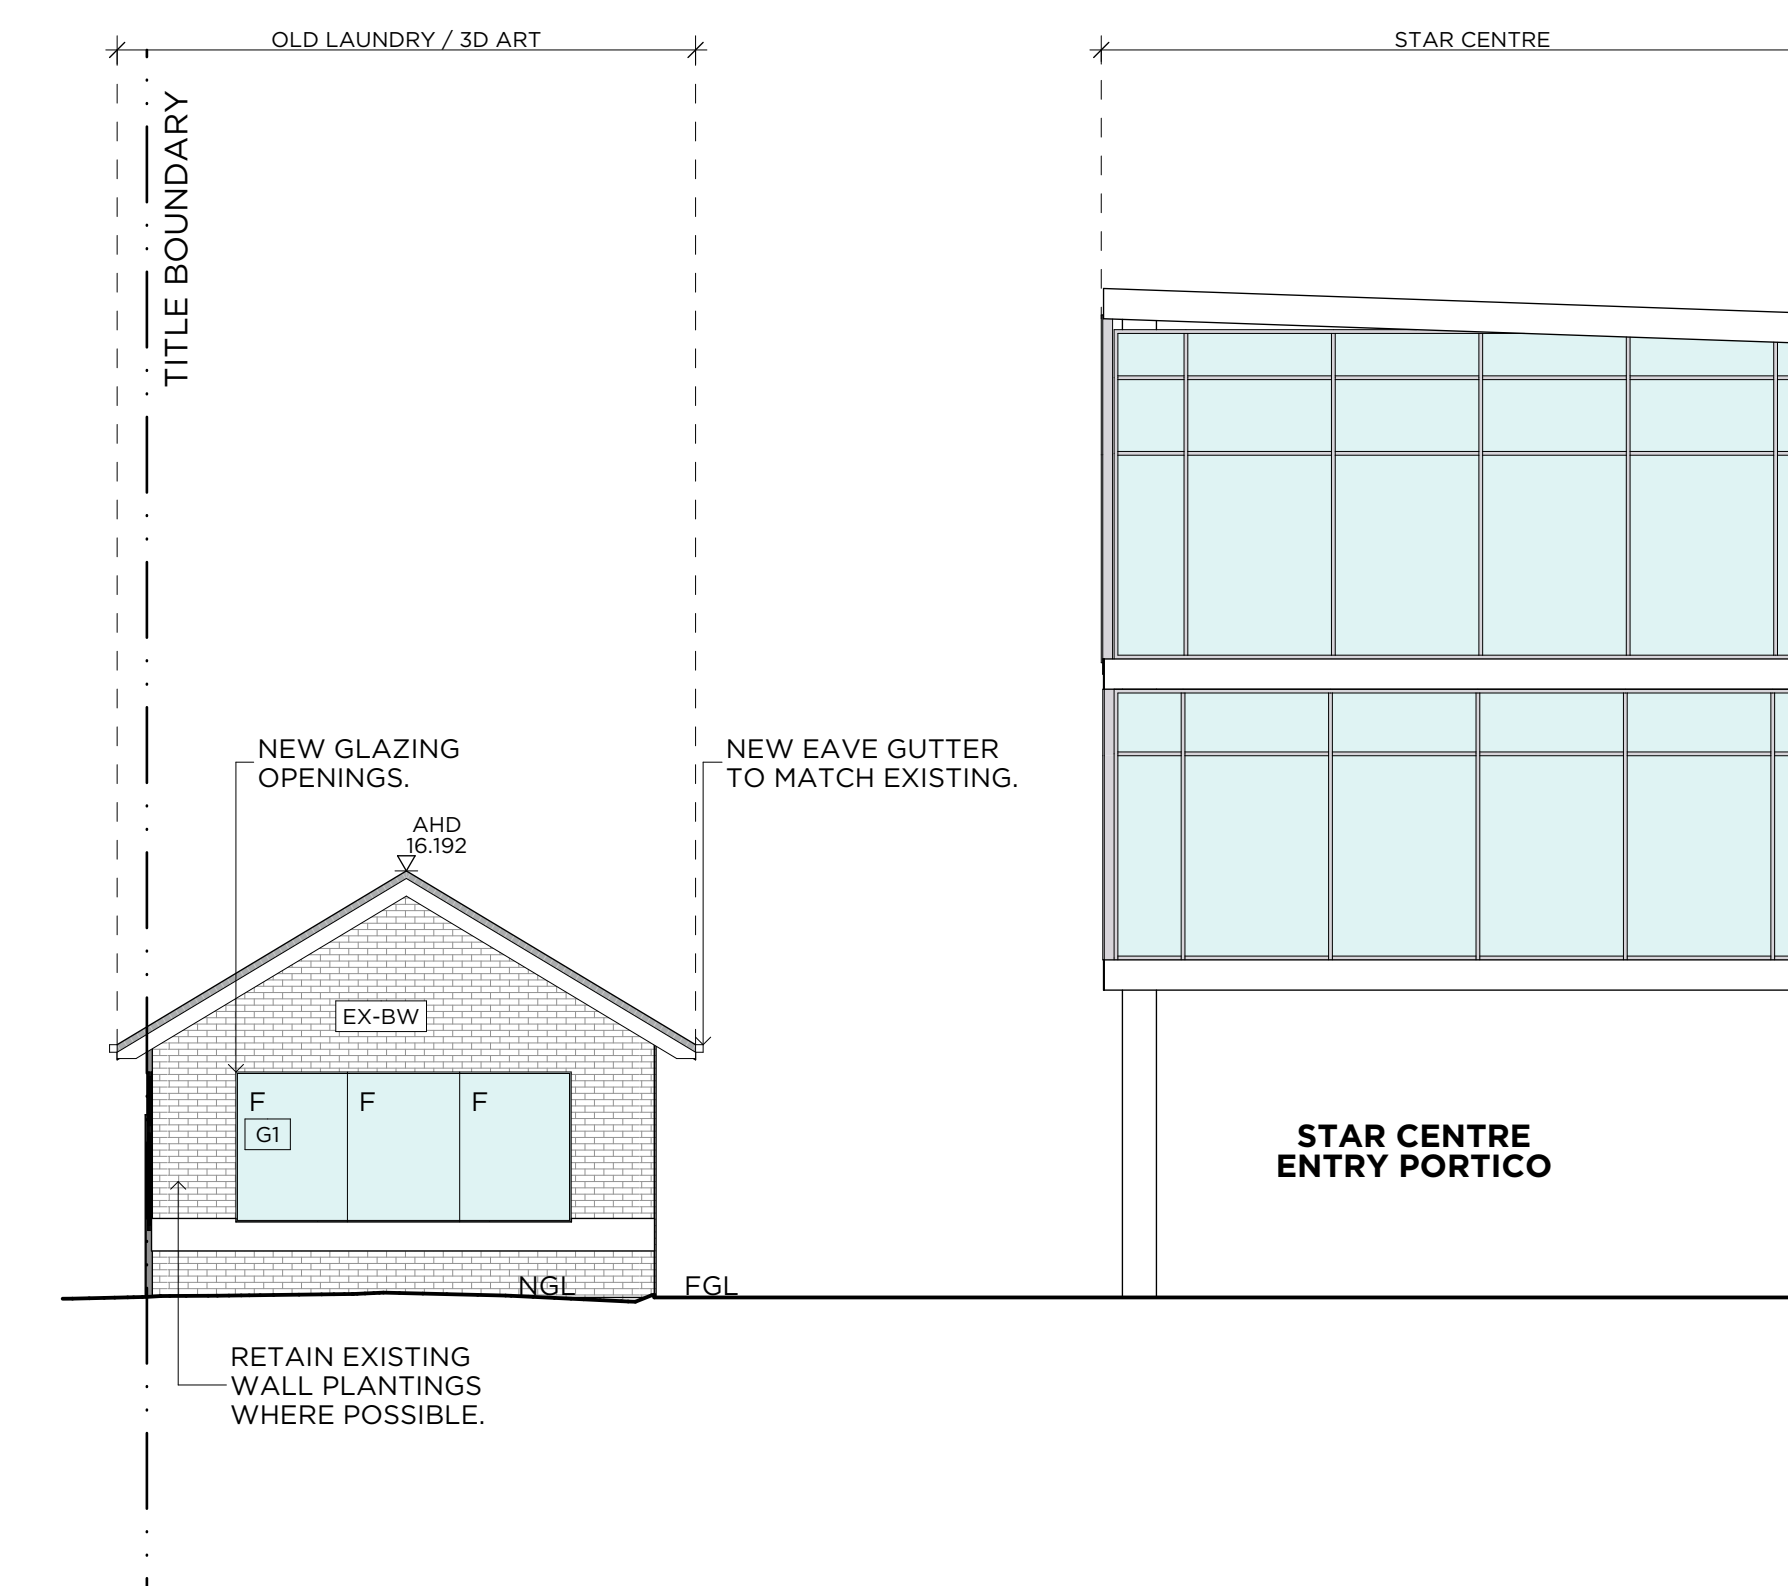 OLD LAUNDRY / 3D ART
STAR CENTRE
TITLE BOUNDARY
NEW GLAZING
OPENINGS.
NEW EAVE GUTTER
TO MATCH EXISTING.
AHD
16.192
EX-BW
F
F
F
G1
STAR CENTRE
ENTRY PORTICO
NGL
FGL
RETAIN EXISTING
WALL PLANTINGS
WHERE POSSIBLE.